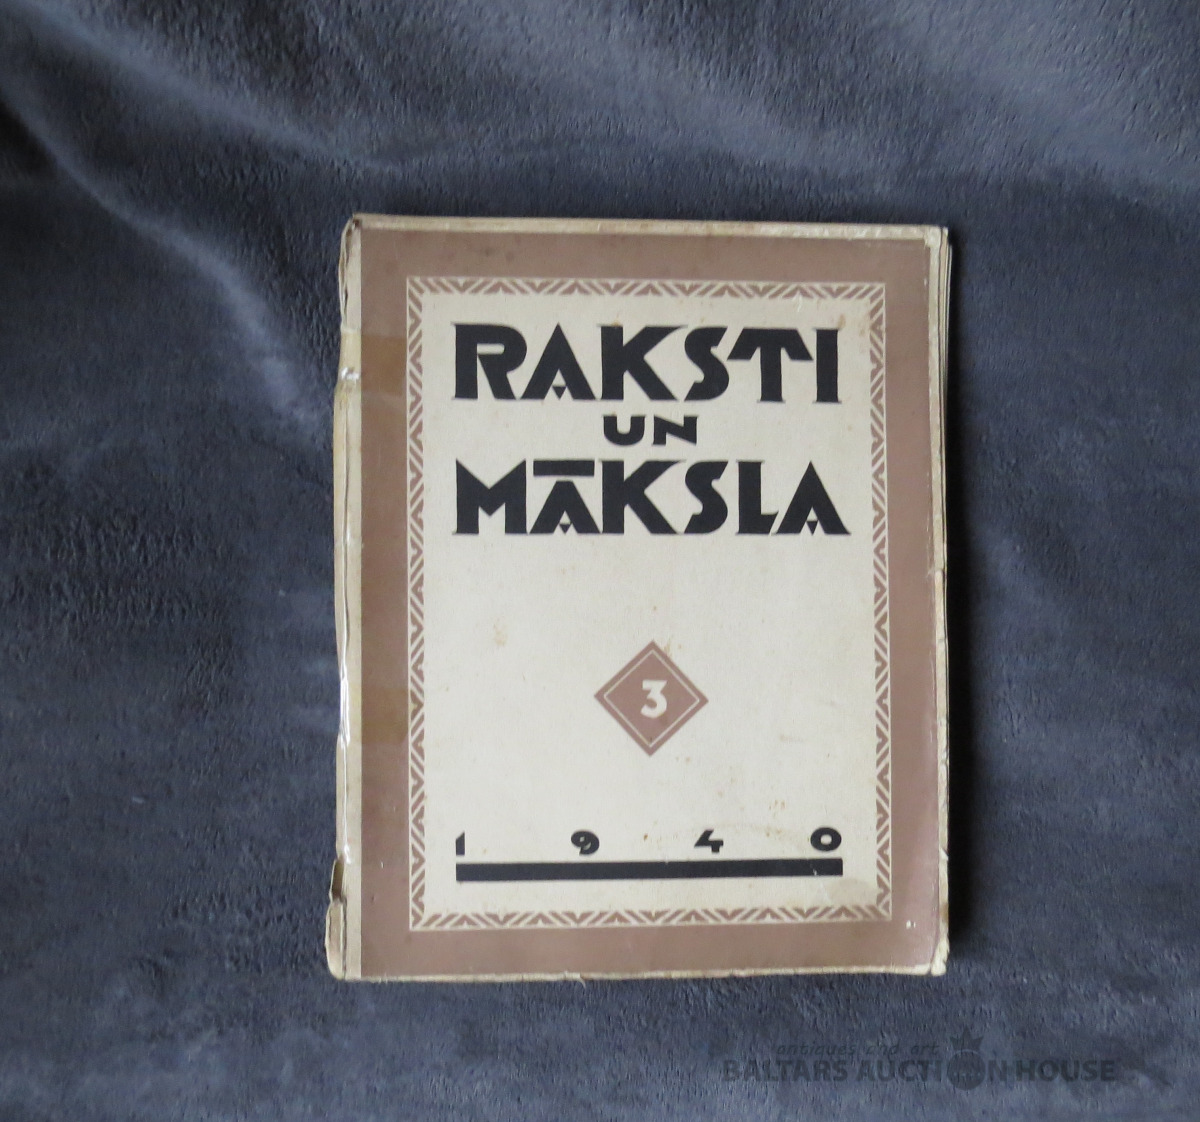 RAKSTI
UN
MĀKSLA
3
1940
antiques and art
BALTARS AUCTION HOUSE